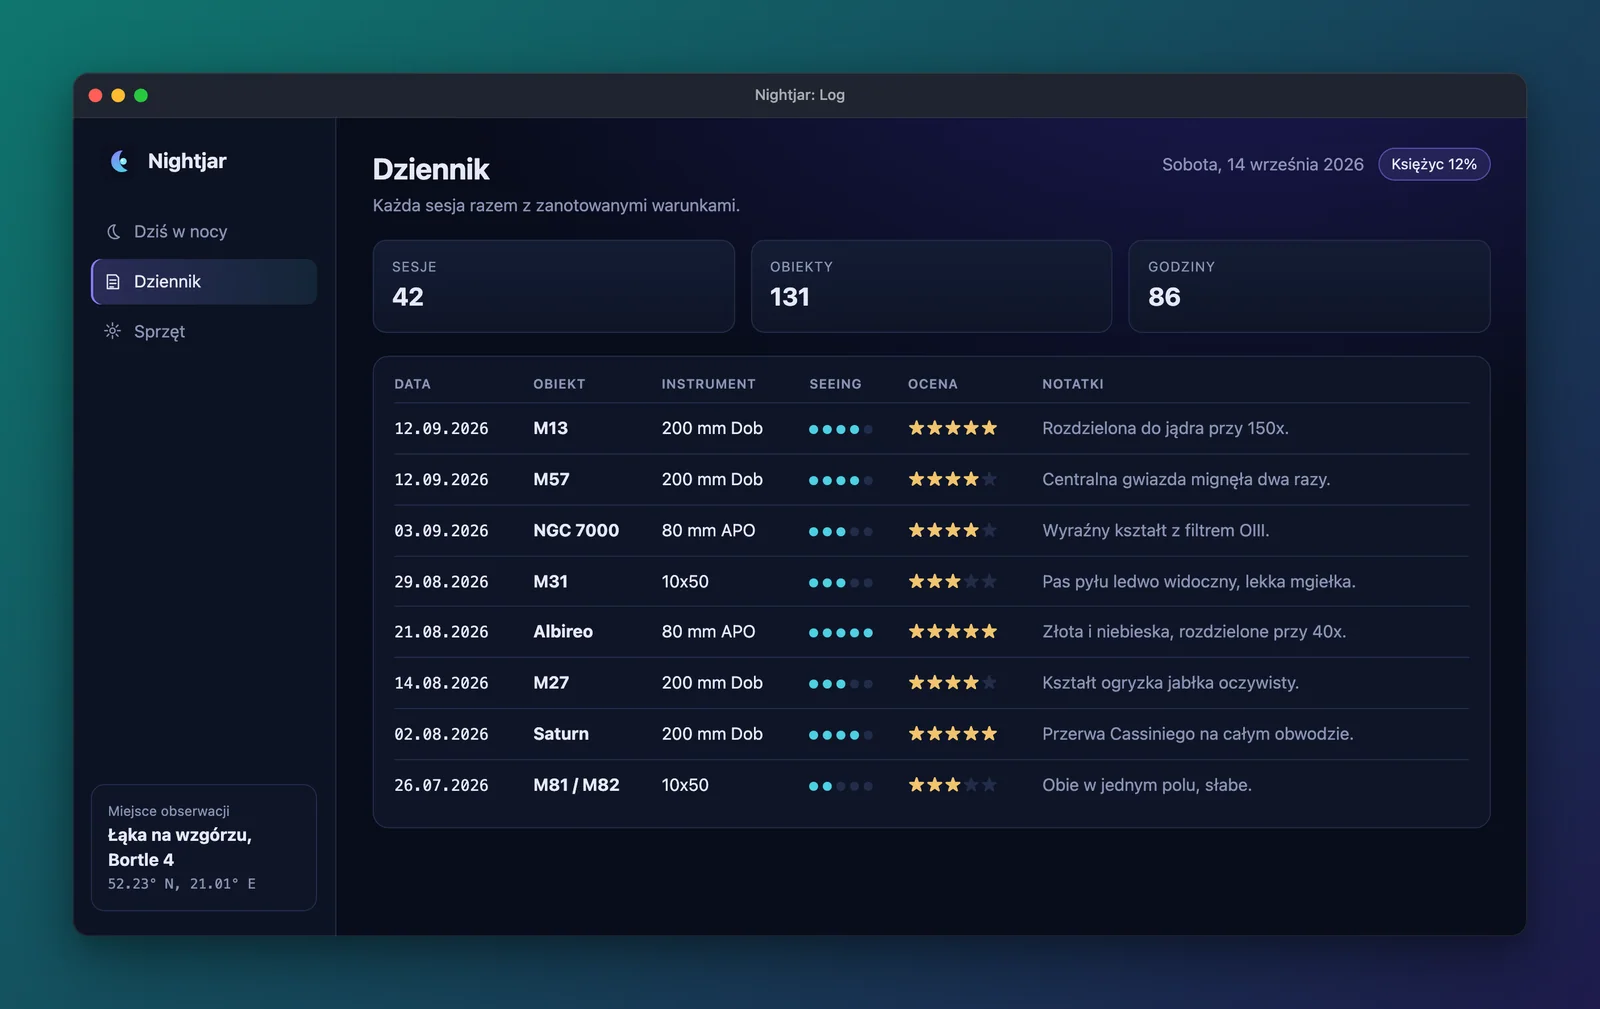 Nightjar: Log
Nightjar
Dziś w nocy
Dziennik
Sprzęt
Miejsce obserwacji
Łąka na wzgórzu,
Bortle 4
52.23° N, 21.01° E
Dziennik
Każda sesja razem z zanotowanymi warunkami.
Sobota, 14 września 2026
Księżyc 12%
SESJE
42
OBIEKTY
131
GODZINY
86
DATA OBIEKT INSTRUMENT SEEING OCENA NOTATKI
12.09.2026 M13 200 mm Dob Rozdzielona do jądra przy 150x.
12.09.2026 M57 200 mm Dob Centralna gwiazda mignęła dwa razy.
03.09.2026 NGC 7000 80 mm APO Wyraźny kształt z filtrem OIII.
29.08.2026 M31 10x50 Pas pyłu ledwo widoczny, lekka mgiełka.
21.08.2026 Albireo 80 mm APO Złota i niebieska, rozdzielone przy 40x.
14.08.2026 M27 200 mm Dob Kształt ogryzka jabłka oczywisty.
02.08.2026 Saturn 200 mm Dob Przerwa Cassiniego na całym obwodzie.
26.07.2026 M81 / M82 10x50 Obie w jednym polu, słabe.